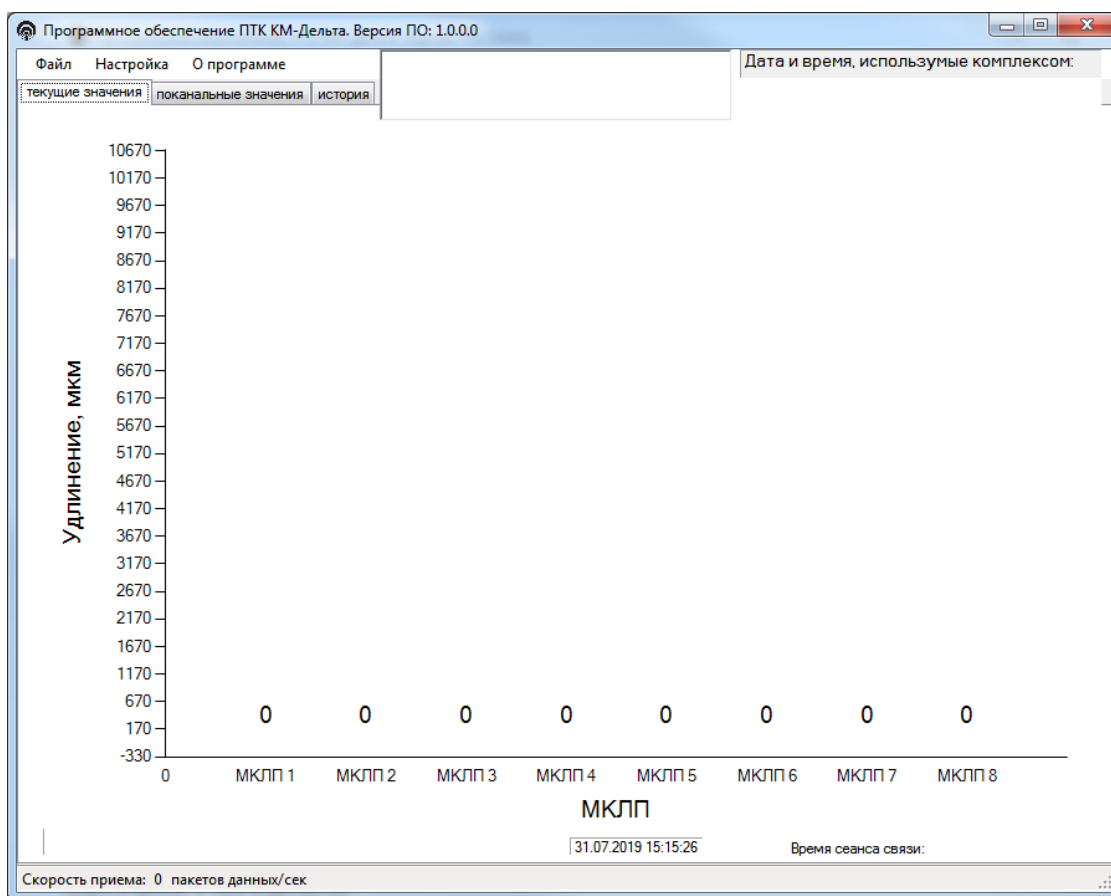 Программное обеспечение ПТК КМ-Дельта. Версия ПО: 1.0.0.0
Файл Настройка О программе
Дата и время, использумые комплексом:
текущие значения поканальные значения история
10670
10170
9670
9170
8670
8170
7670
7170
6670
6170
5670
5170
4670
4170
3670
3170
2670
2170
1670
1170
670
170
-330
Удлинение, мкм
0 0 0 0 0 0 0 0
0 МКЛП 1 МКЛП 2 МКЛП 3 МКЛП 4 МКЛП 5 МКЛП 6 МКЛП 7 МКЛП 8
МКЛП
31.07.2019 15:15:26 Время сеанса связи:
Скорость приема: 0 пакетов данных/сек